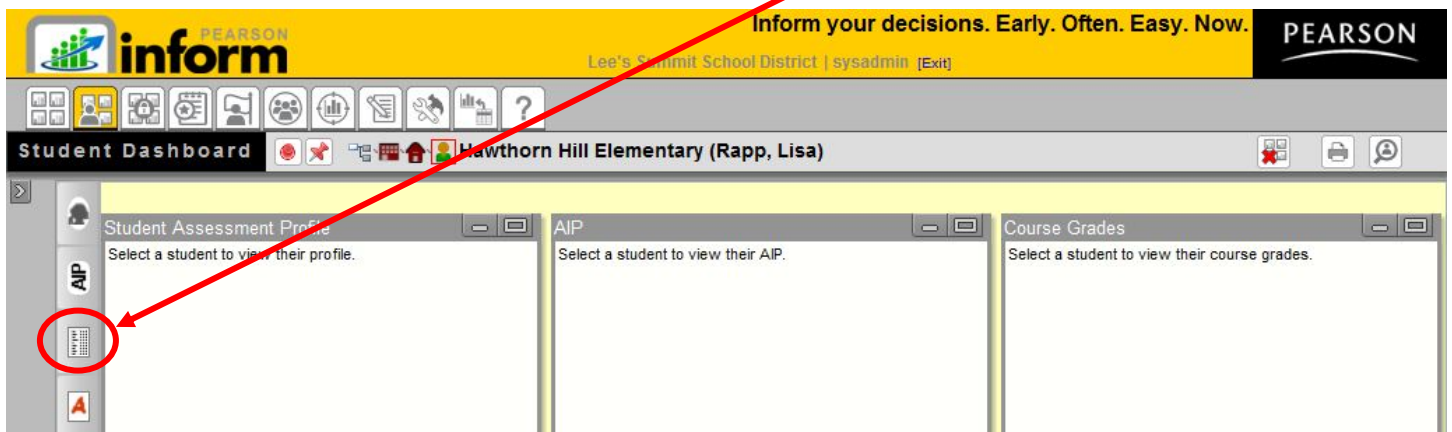 PEARSON
inform
Inform your decisions. Early. Often. Easy. Now.
Lee's Summit School District | sysadmin [Exit]
PEARSON
?
Student Dashboard
Hawthorn Hill Elementary (Rapp, Lisa)
>
Student Assessment Profile
Select a student to view their profile.
AIP
Select a student to view their AIP.
Course Grades
Select a student to view their course grades.
AIP
A